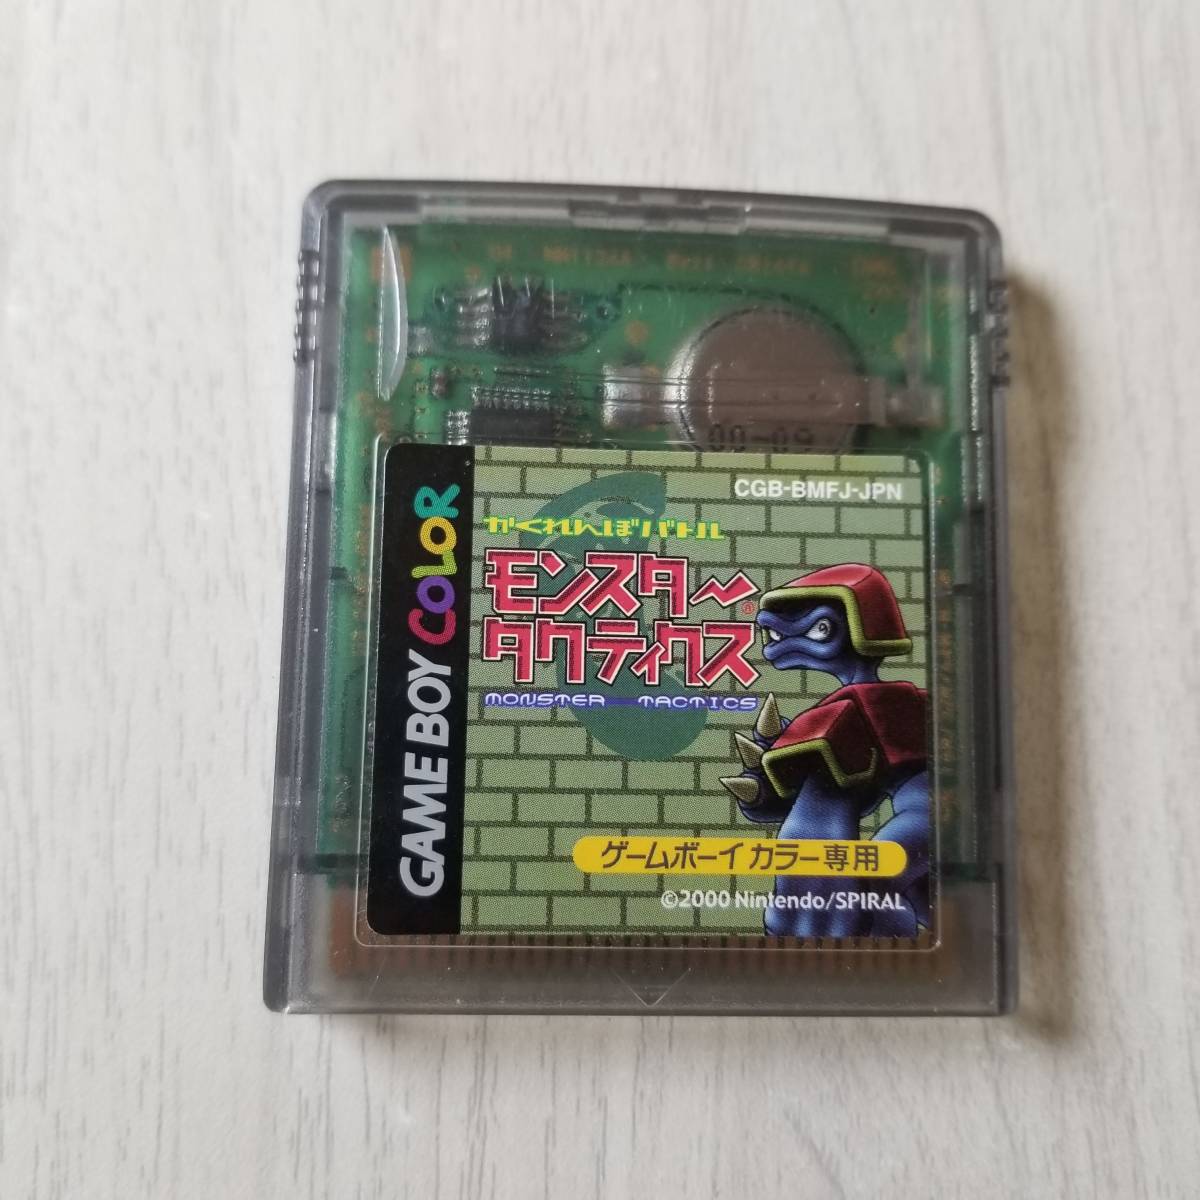 GAME BOY COLOR
CGB-BMFJ-JPN
かくれんぼバトル
モンスター®
タクティクス
MONSTER TACTICS
ゲームボーイカラー専用
©2000 Nintendo/SPIRAL
00-09